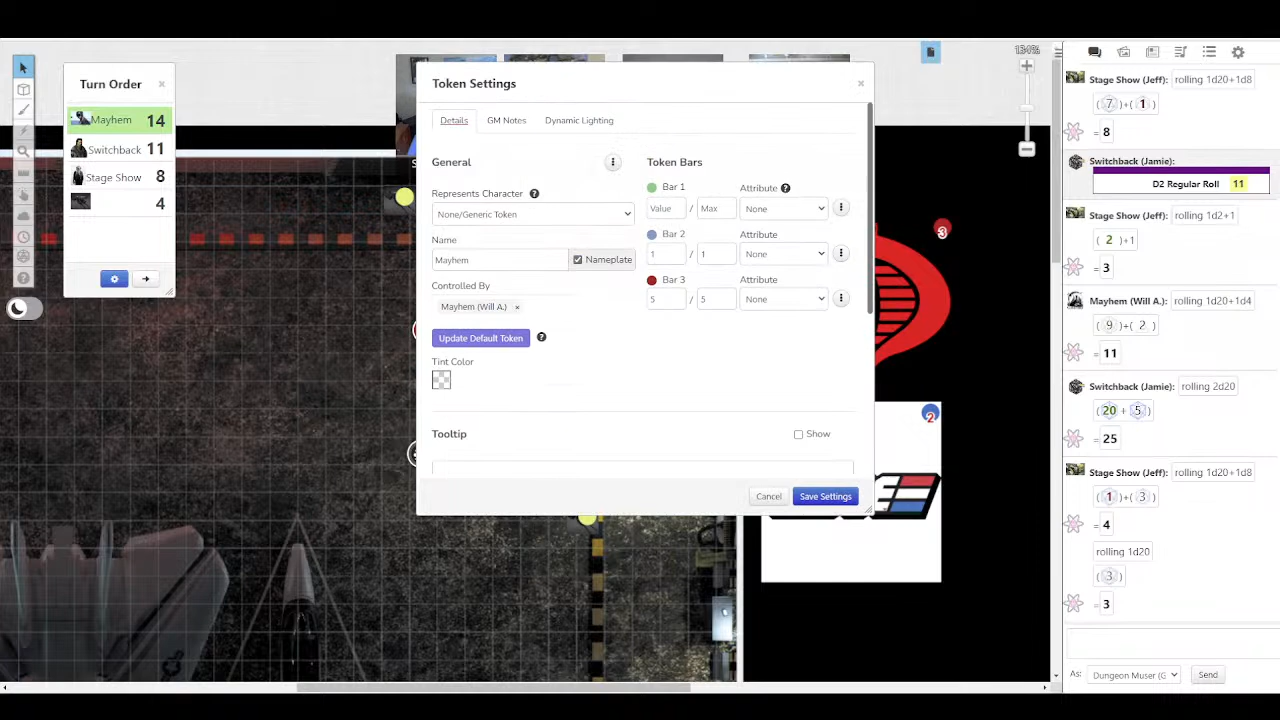 134%
Turn Order
×
Mayhem 14
Switchback 11
Stage Show 8
4
Token Settings
×
Details
GM Notes
Dynamic Lighting
General
Represents Character ?
None/Generic Token
Name
Mayhem
Nameplate
Controlled By
Mayhem (Will A.) ×
Update Default Token ?
Tint Color
Token Bars
Bar 1
Attribute ?
Value / Max
None
Bar 2
Attribute
1 / 1
None
Bar 3
Attribute
5 / 5
None
Tooltip
Show
Cancel
Save Settings
3
2
Stage Show (Jeff): rolling 1d20+1d8
(7)+(1)
= 8
Switchback (Jamie):
D2 Regular Roll 11
Stage Show (Jeff): rolling 1d2+1
(2)+1
= 3
Mayhem (Will A.): rolling 1d20+1d4
(9)+(2)
= 11
Switchback (Jamie): rolling 2d20
(20 + 5)
= 25
Stage Show (Jeff): rolling 1d20+1d8
(1)+(3)
= 4
rolling 1d20
(3)
= 3
As: Dungeon Muser (G
Send